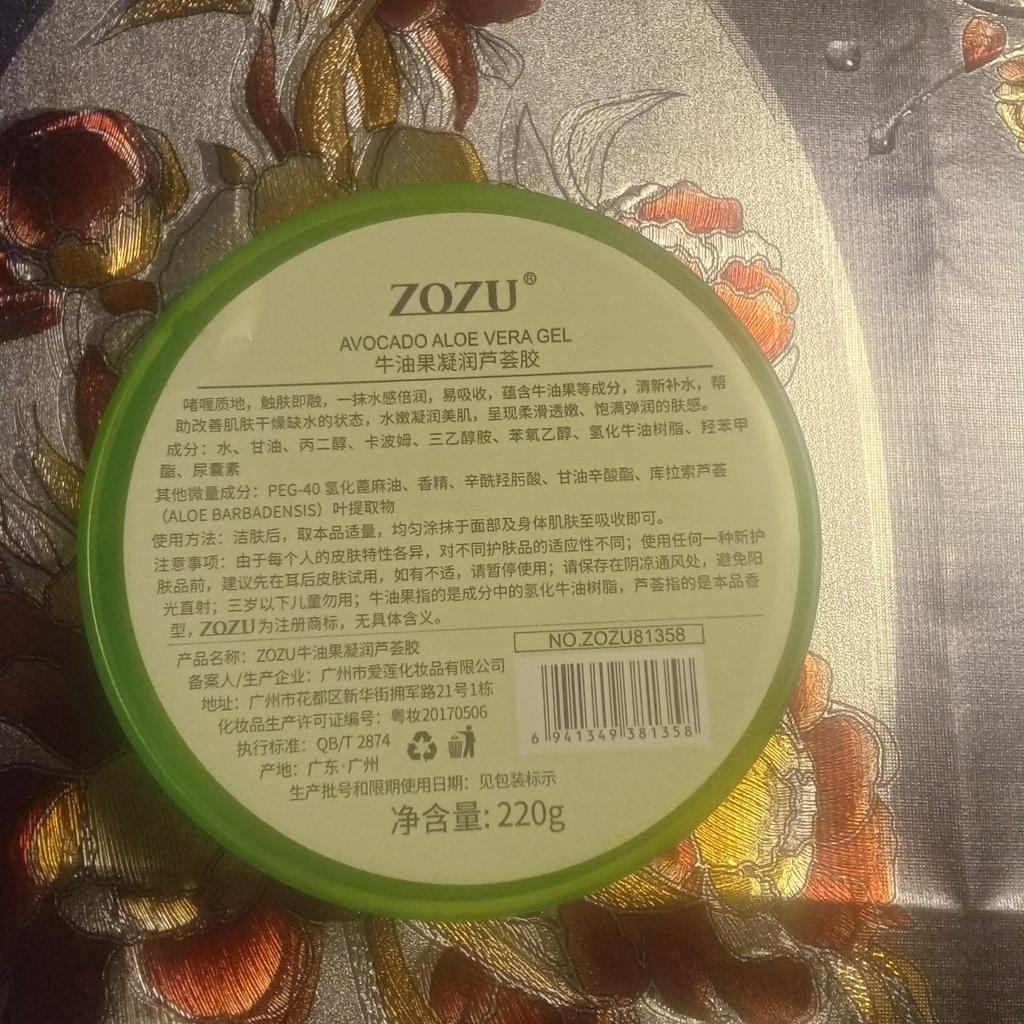 ZOZU®
AVOCADO ALOE VERA GEL
牛油果凝润芦荟胶
啫喱质地，触肤即融，一抹水感倍润，易吸收，蕴含牛油果等成分，清新补水，帮
助改善肌肤干燥缺水的状态，水嫩凝润美肌，呈现柔滑透嫩、饱满弹润的肤感。
成分：水、甘油、丙二醇、卡波姆、三乙醇胺、苯氧乙醇、氢化牛油树脂、羟苯甲
酯、尿囊素
其他微量成分：PEG-40 氢化蓖麻油、香精、辛酰羟肟酸、甘油辛酸酯、库拉索芦荟
（ALOE BARBADENSIS）叶提取物
使用方法：洁肤后，取本品适量，均匀涂抹于面部及身体肌肤至吸收即可。
注意事项：由于每个人的皮肤特性各异，对不同护肤品的适应性不同；使用任何一种新护
肤品前，建议先在耳后皮肤试用，如有不适，请暂停使用；请保存在阴凉通风处，避免阳
光直射；三岁以下儿童勿用；牛油果指的是成分中的氢化牛油树脂，芦荟指的是本品香
型，ZOZU为注册商标，无具体含义。
产品名称：ZOZU牛油果凝润芦荟胶
备案人/生产企业：广州市爱莲化妆品有限公司
地址：广州市花都区新华街拥军路21号1栋
化妆品生产许可证编号：粤妆20170506
执行标准：QB/T 2874
产地：广东·广州
生产批号和限期使用日期：见包装标示
净含量: 220g
NO.ZOZU81358
6 941349 381358